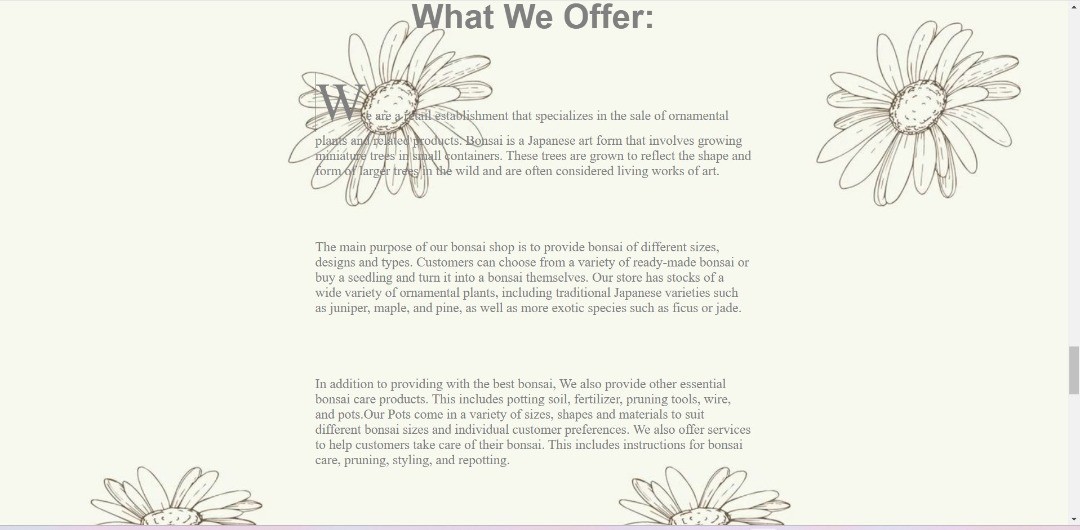 What We Offer:
We are a retail establishment that specializes in the sale of ornamental
plants and related products. Bonsai is a Japanese art form that involves growing
miniature trees in small containers. These trees are grown to reflect the shape and
form of larger trees in the wild and are often considered living works of art.
The main purpose of our bonsai shop is to provide bonsai of different sizes,
designs and types. Customers can choose from a variety of ready-made bonsai or
buy a seedling and turn it into a bonsai themselves. Our store has stocks of a
wide variety of ornamental plants, including traditional Japanese varieties such
as juniper, maple, and pine, as well as more exotic species such as ficus or jade.
In addition to providing with the best bonsai, We also provide other essential
bonsai care products. This includes potting soil, fertilizer, pruning tools, wire,
and pots.Our Pots come in a variety of sizes, shapes and materials to suit
different bonsai sizes and individual customer preferences. We also offer services
to help customers take care of their bonsai. This includes instructions for bonsai
care, pruning, styling, and repotting.